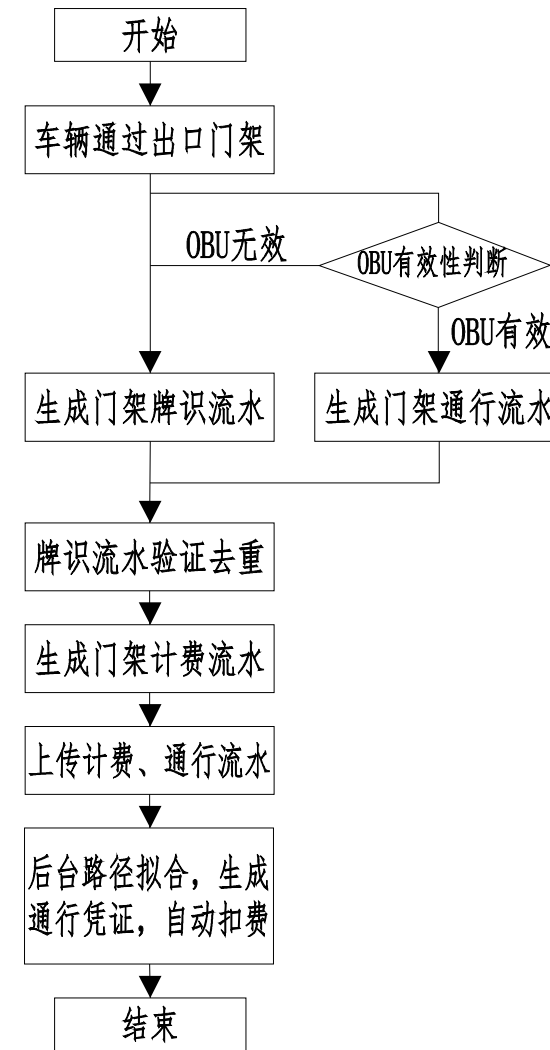 开始
车辆通过出口门架
OBU无效
OBU有效性判断
OBU有效
生成门架牌识流水
生成门架通行流水
牌识流水验证去重
生成门架计费流水
上传计费、通行流水
后台路径拟合，生成
通行凭证，自动扣费
结束